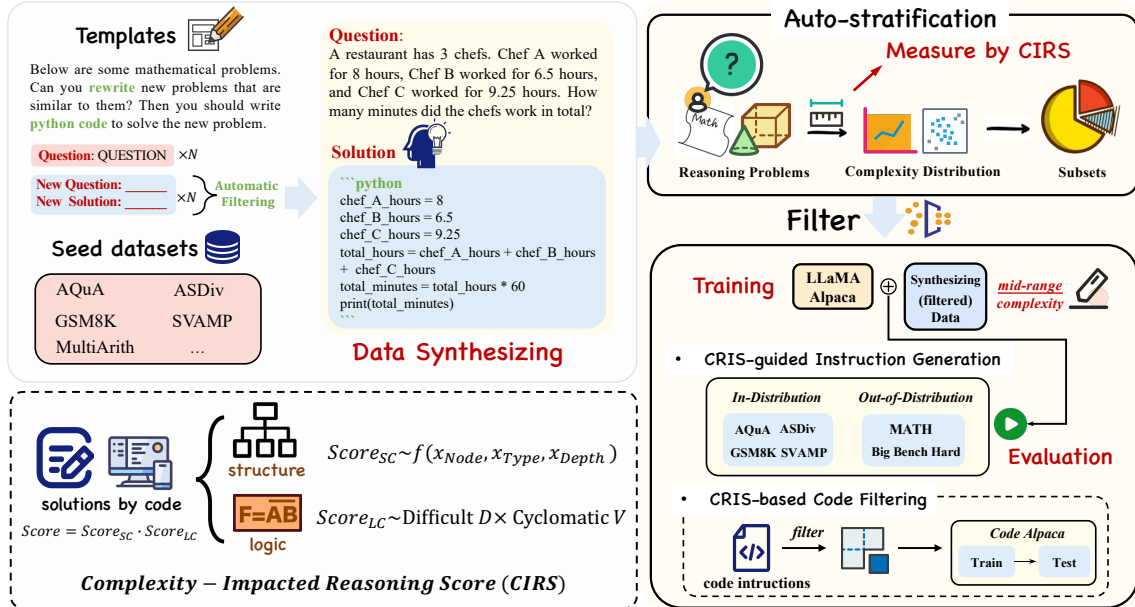 Templates
Below are some mathematical problems.
Can you rewrite new problems that are
similar to them? Then you should write
python code to solve the new problem.
Question: QUESTION ×N
New Question: ______
New Solution: ______
×N
Automatic
Filtering
Seed datasets
AQuA ASDiv
GSM8K SVAMP
MultiArith ...
Question:
A restaurant has 3 chefs. Chef A worked
for 8 hours, Chef B worked for 6.5 hours,
and Chef C worked for 9.25 hours. How
many minutes did the chefs work in total?
Solution
```python
chef_A_hours = 8
chef_B_hours = 6.5
chef_C_hours = 9.25
total_hours = chef_A_hours + chef_B_hours
+ chef_C_hours
total_minutes = total_hours * 60
print(total_minutes)
```
Data Synthesizing
solutions by code
Score = Score_SC · Score_LC
structure
Score_SC~f(x_Node, x_Type, x_Depth)
F=A̅B̅
logic
Score_LC~Difficult D× Cyclomatic V
Complexity − Impacted Reasoning Score (CIRS)
Auto-stratification
Measure by CIRS
?
Math
Reasoning Problems
Complexity Distribution
Subsets
Filter
Training
LLaMA
Alpaca
⊕
Synthesizing
(filtered)
Data
mid-range
complexity
• CRIS-guided Instruction Generation
In-Distribution
AQuA ASDiv
GSM8K SVAMP
Out-of-Distribution
MATH
Big Bench Hard
Evaluation
• CRIS-based Code Filtering
code intructions
filter
Code Alpaca
Train
Test